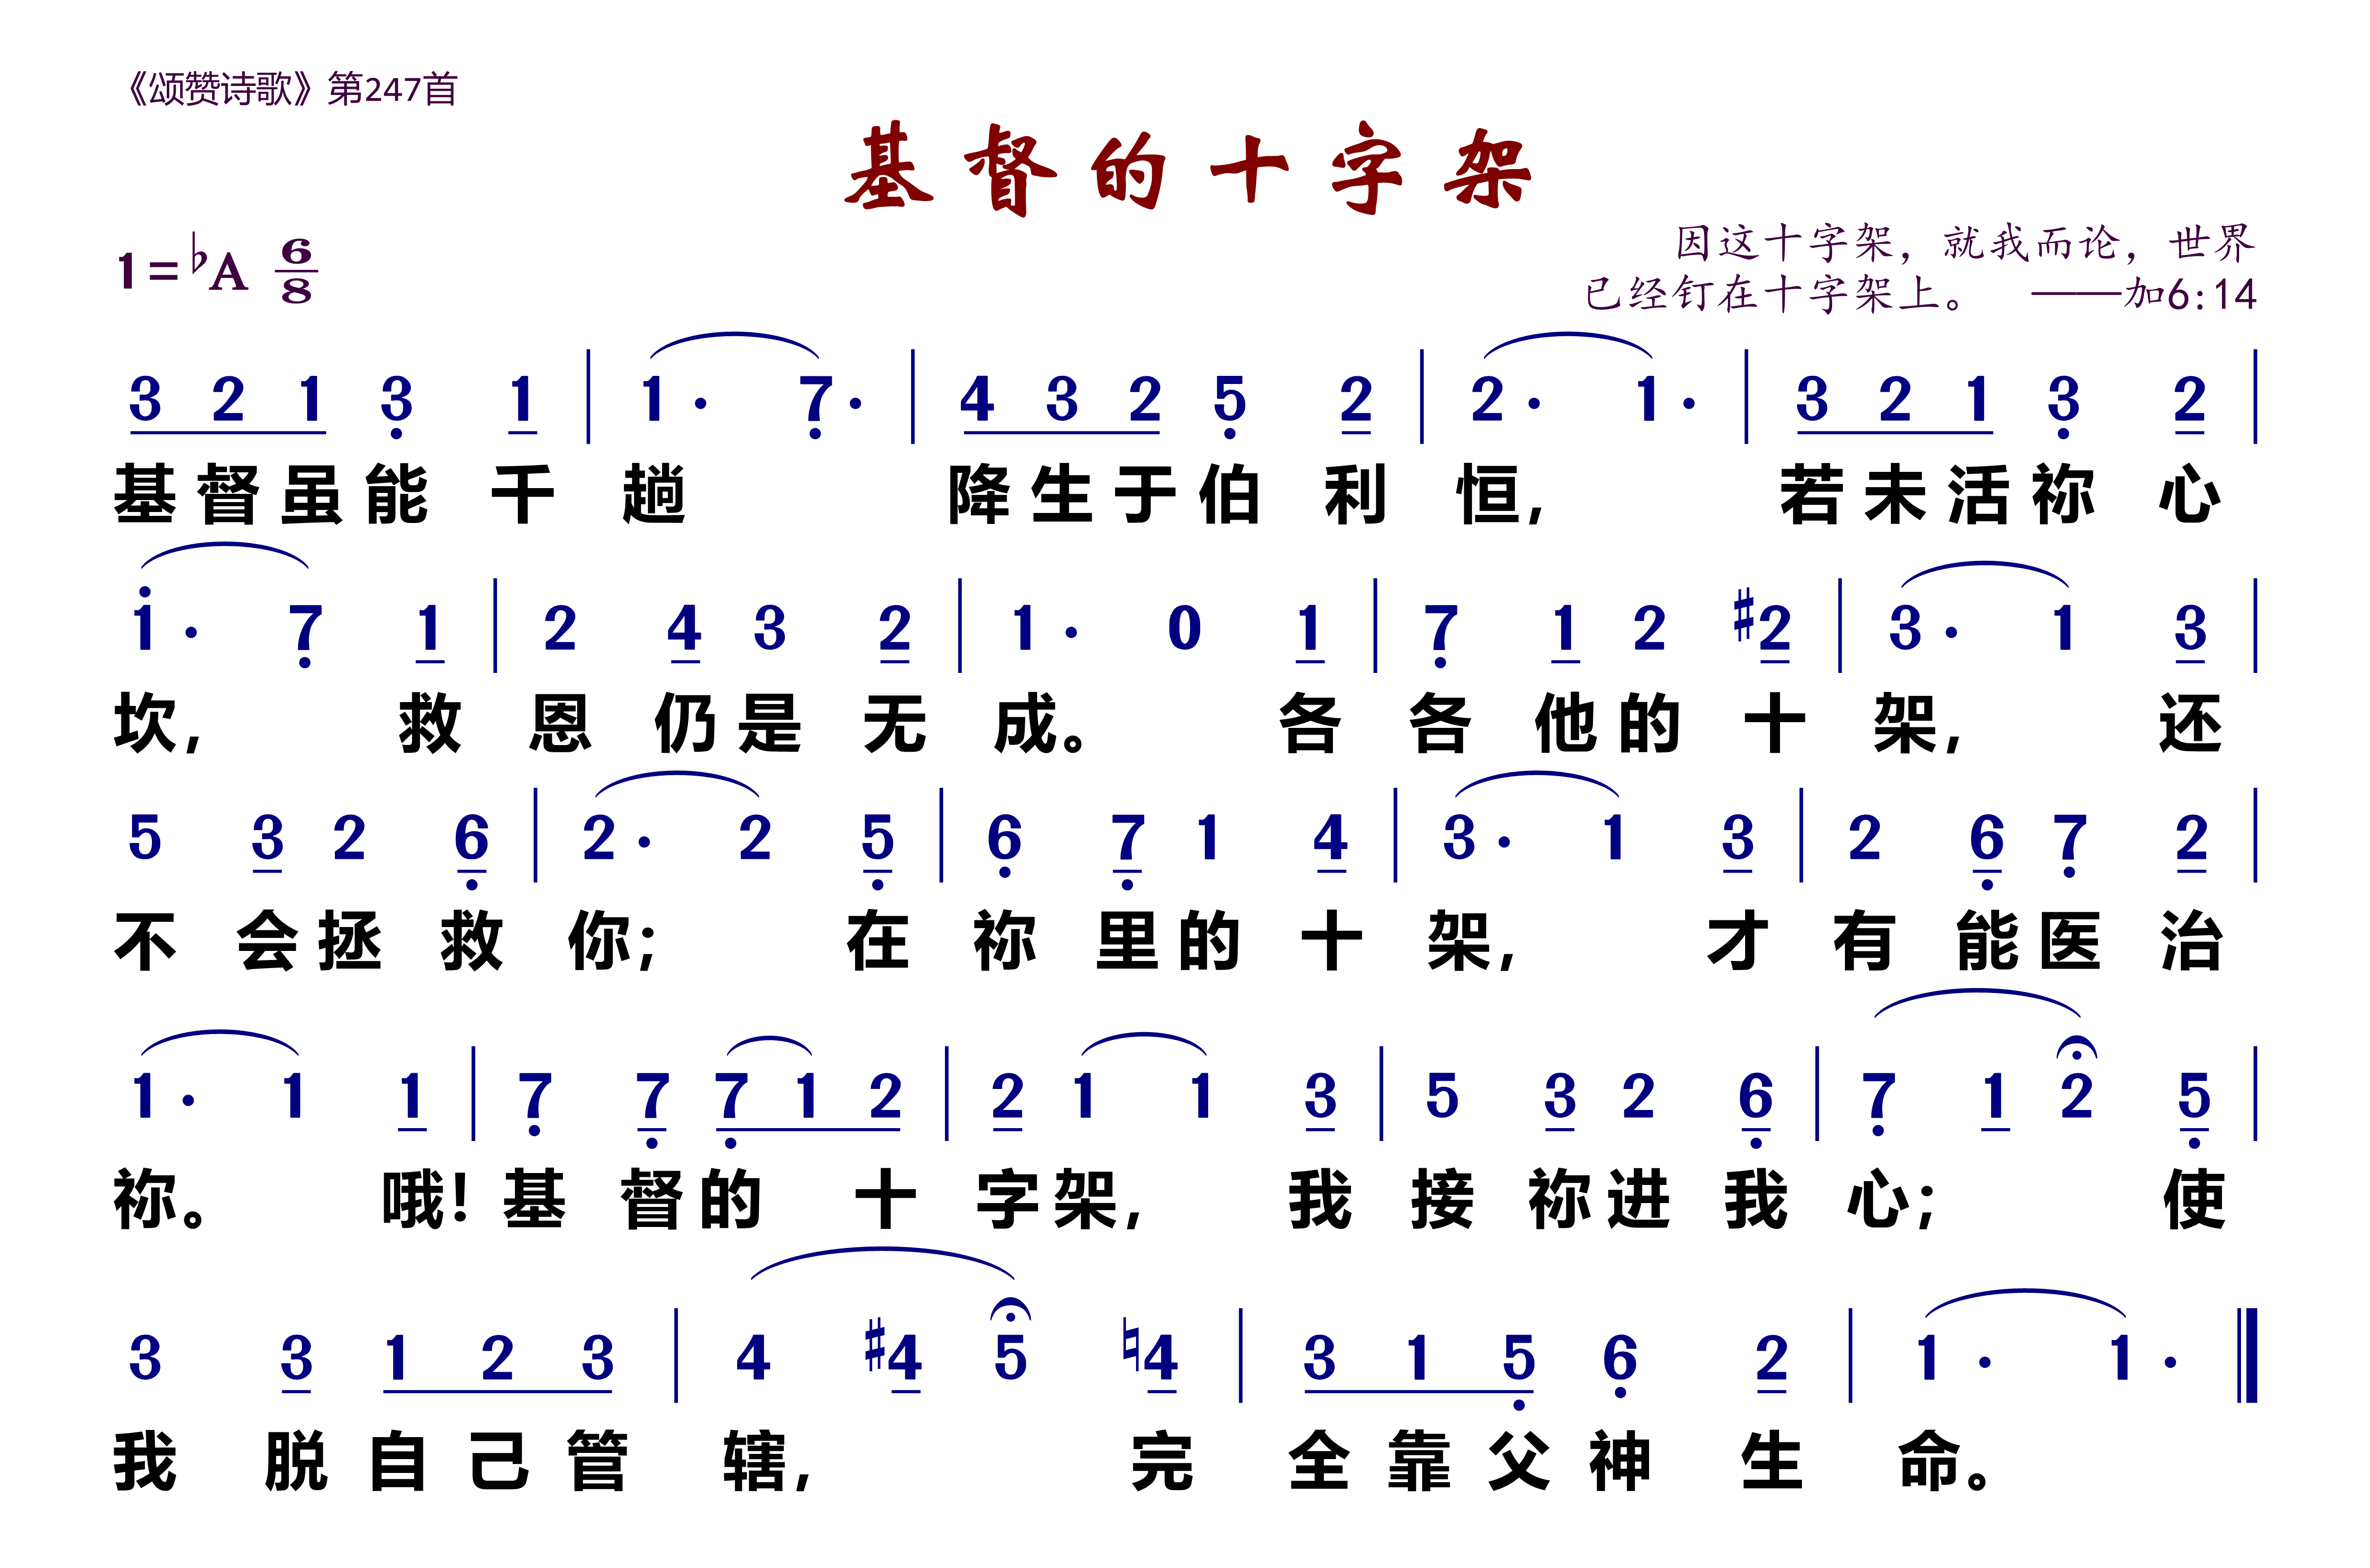 《颂赞诗歌》第247首
基督的十字架
1=♭A 6/8
因这十字架，就我而论，世界
已经钉在十字架上。 ——加6:14
3 2 1 3̣ 1 | 1· 7̣· | 4 3 2 5̣ 2 | 2· 1· | 3 2 1 3̣ 2 |
基督虽能千趟 降生于伯利恒, 若未活祢心
1̇· 7̣ 1 | 2 4 3 2 | 1· 0 1 | 7̣ 1 2 #2 | 3· 1 3 |
坎, 救恩仍是无成。 各各他的十架, 还
5 3 2 6̣ | 2· 2 5̣ | 6̣ 7̣ 1 4 | 3· 1 3 | 2 6̣ 7̣ 2 |
不会拯救你; 在祢里的十架, 才有能医治
1· 1 1 | 7̣ 7̣ 7̣ 1 2 | 2 1 1 3 | 5 3 2 6̣ | 7̣ 1 2 5̣ |
祢。 哦! 基督的十字架, 我接祢进我心; 使
3 3 1 2 3 | 4 #4 5 ♮4 | 3 1 5̣ 6̣ 2 | 1· 1· ‖
我脱自己管辖, 完全靠父神生命。